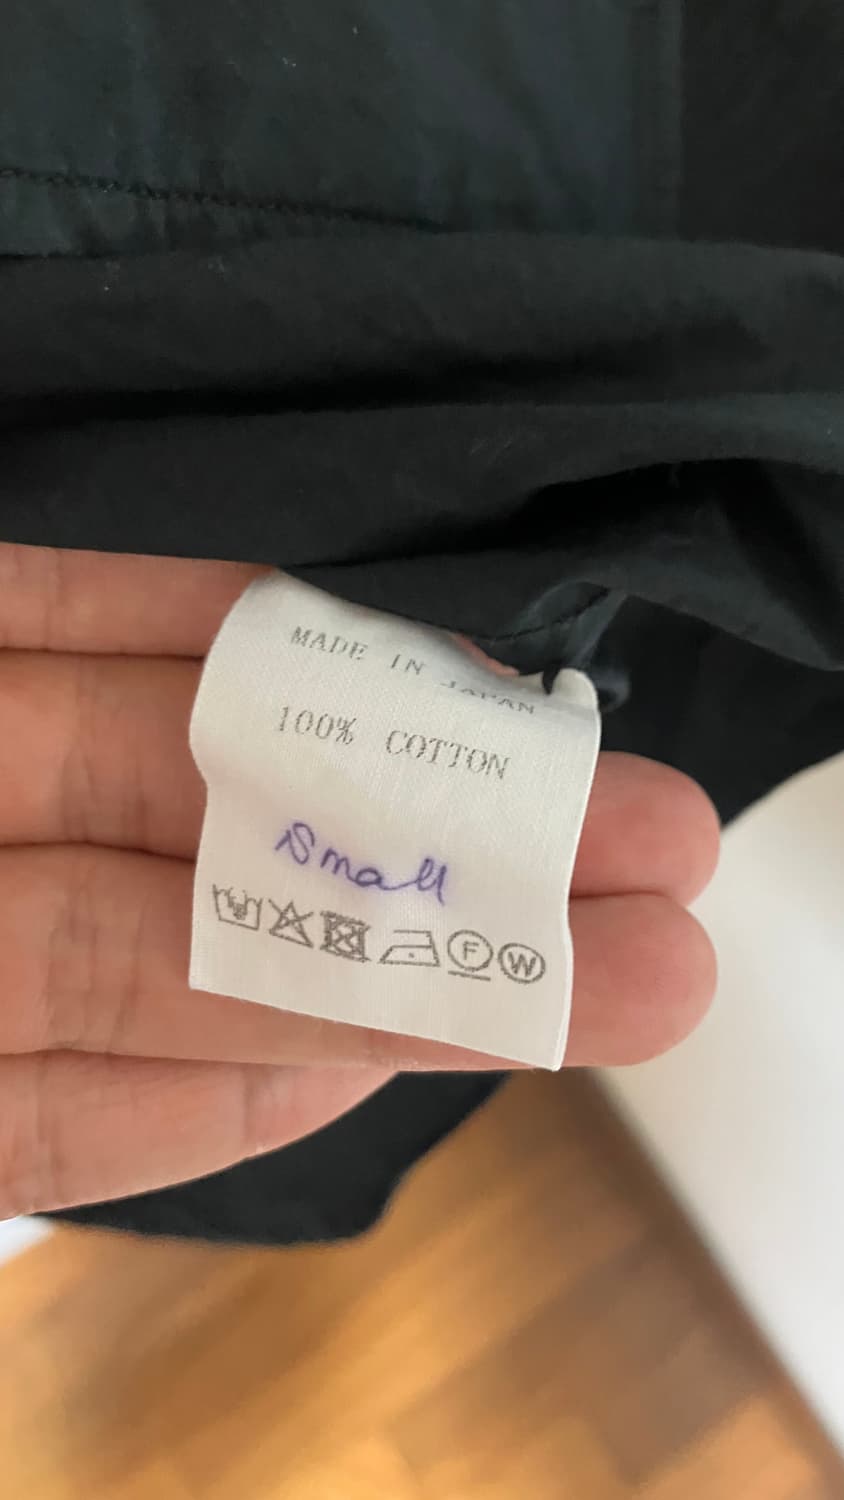 MADE IN JAPAN
100% COTTON
Small
F W